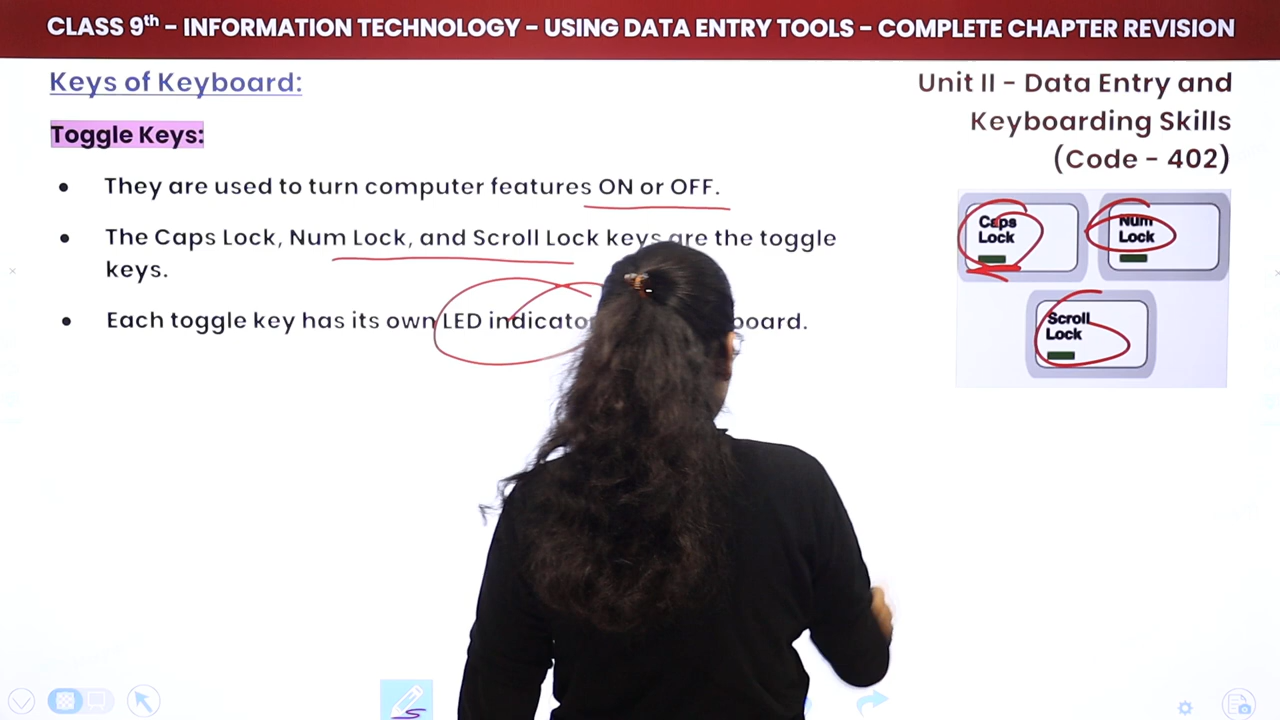 CLASS 9th - INFORMATION TECHNOLOGY - USING DATA ENTRY TOOLS - COMPLETE CHAPTER REVISION
Keys of Keyboard:
Toggle Keys:
• They are used to turn computer features ON or OFF.
• The Caps Lock, Num Lock, and Scroll Lock keys are the toggle
keys.
• Each toggle key has its own LED
Unit II - Data Entry and
Keyboarding Skills
(Code - 402)
Caps
Lock
Num
Lock
Scroll
Lock